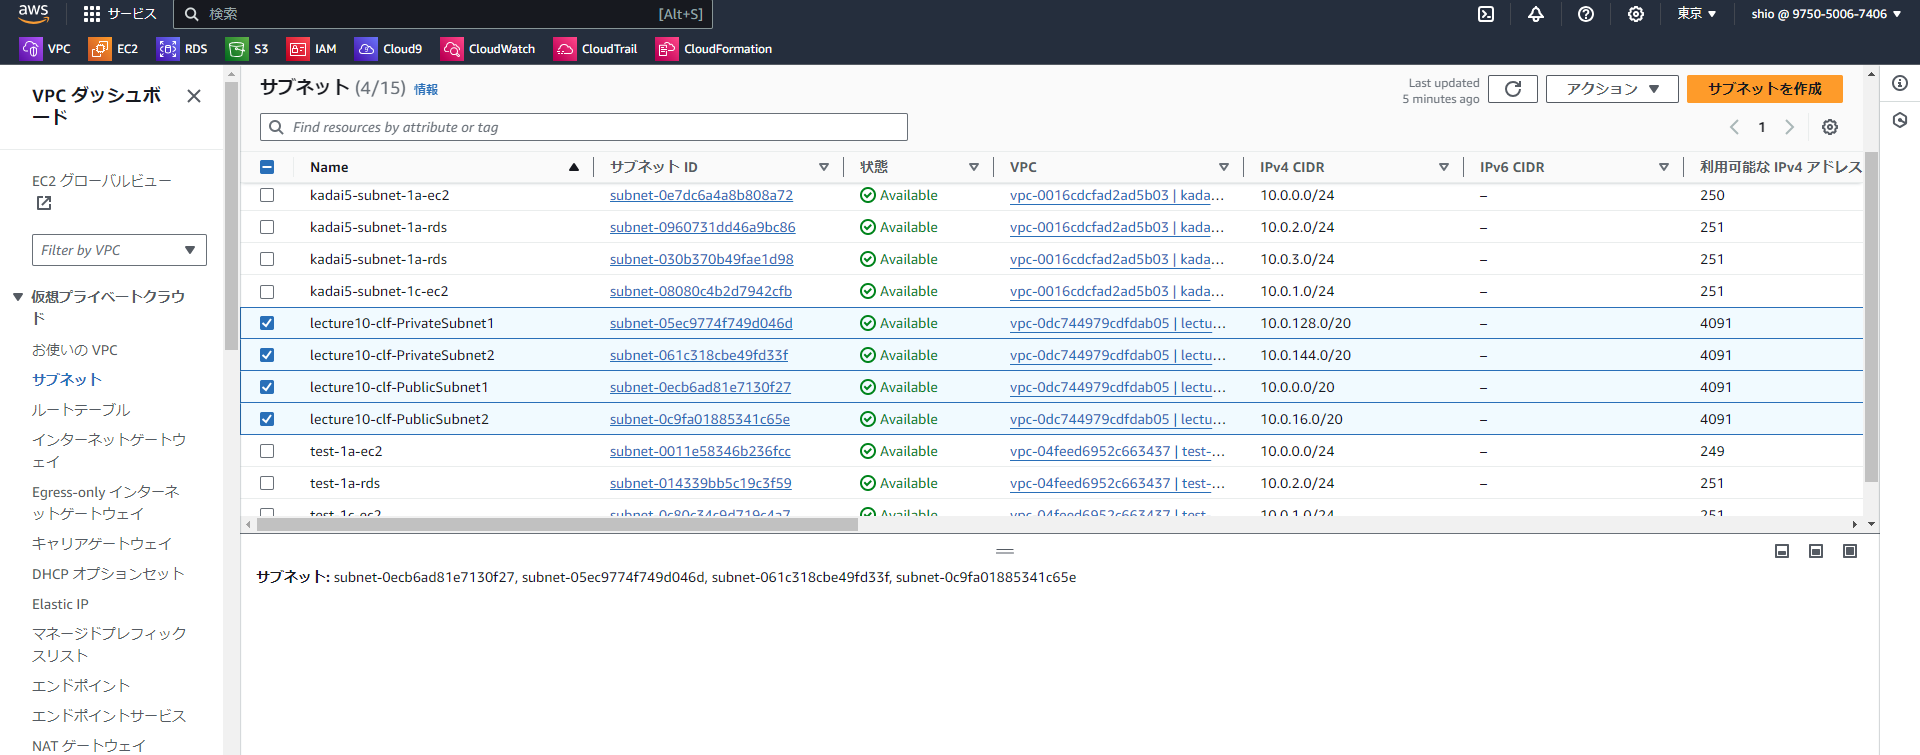 aws サービス 検索 [Alt+S] 東京 ▼ shio @ 9750-5006-7406 ▼
VPC EC2 RDS S3 IAM Cloud9 CloudWatch CloudTrail CloudFormation
VPC ダッシュボ
ード
EC2 グローバルビュー
Filter by VPC
仮想プライベートクラウ
ド
お使いの VPC
サブネット
ルートテーブル
インターネットゲートウ
ェイ
Egress-only インターネ
ットゲートウェイ
キャリアゲートウェイ
DHCP オプションセット
Elastic IP
マネージドプレフィック
スリスト
エンドポイント
エンドポイントサービス
NAT ゲートウェイ
サブネット (4/15) 情報
Last updated
5 minutes ago
アクション ▼
サブネットを作成
Find resources by attribute or tag
1
Name サブネット ID 状態 VPC IPv4 CIDR IPv6 CIDR 利用可能な IPv4 アドレス
kadai5-subnet-1a-ec2 subnet-0e7dc6a4a8b808a72 Available vpc-0016cdcfad2ad5b03 | kada... 10.0.0.0/24 – 250
kadai5-subnet-1a-rds subnet-0960731dd46a9bc86 Available vpc-0016cdcfad2ad5b03 | kada... 10.0.2.0/24 – 251
kadai5-subnet-1a-rds subnet-030b370b49fae1d98 Available vpc-0016cdcfad2ad5b03 | kada... 10.0.3.0/24 – 251
kadai5-subnet-1c-ec2 subnet-08080c4b2d7942cfb Available vpc-0016cdcfad2ad5b03 | kada... 10.0.1.0/24 – 251
lecture10-clf-PrivateSubnet1 subnet-05ec9774f749d046d Available vpc-0dc744979cdfdab05 | lectu... 10.0.128.0/20 – 4091
lecture10-clf-PrivateSubnet2 subnet-061c318cbe49fd33f Available vpc-0dc744979cdfdab05 | lectu... 10.0.144.0/20 – 4091
lecture10-clf-PublicSubnet1 subnet-0ecb6ad81e7130f27 Available vpc-0dc744979cdfdab05 | lectu... 10.0.0.0/20 – 4091
lecture10-clf-PublicSubnet2 subnet-0c9fa01885341c65e Available vpc-0dc744979cdfdab05 | lectu... 10.0.16.0/20 – 4091
test-1a-ec2 subnet-0011e58346b236fcc Available vpc-04feed6952c663437 | test-... 10.0.0.0/24 – 249
test-1a-rds subnet-014339bb5c19c3f59 Available vpc-04feed6952c663437 | test-... 10.0.2.0/24 – 251
test-1c-ec2 subnet-0c80c34c9d719c4a7 Available vpc-04feed6952c663437 | test- 10.0.1.0/24 251
サブネット: subnet-0ecb6ad81e7130f27, subnet-05ec9774f749d046d, subnet-061c318cbe49fd33f, subnet-0c9fa01885341c65e